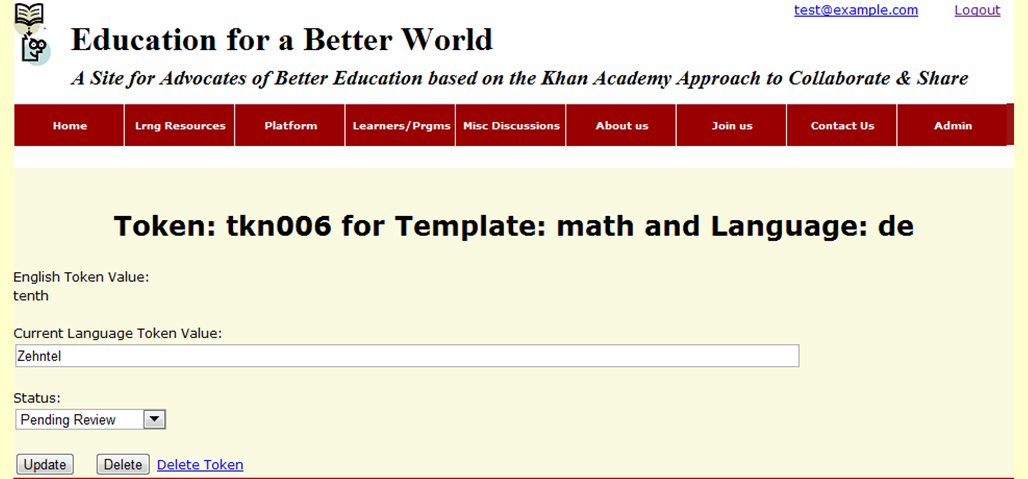 test@example.com Logout
Education for a Better World
A Site for Advocates of Better Education based on the Khan Academy Approach to Collaborate & Share
Home Lrng Resources Platform Learners/Prgms Misc Discussions About us Join us Contact Us Admin
Token: tkn006 for Template: math and Language: de
English Token Value:
tenth
Current Language Token Value:
Zehntel
Status:
Pending Review
Update Delete Delete Token